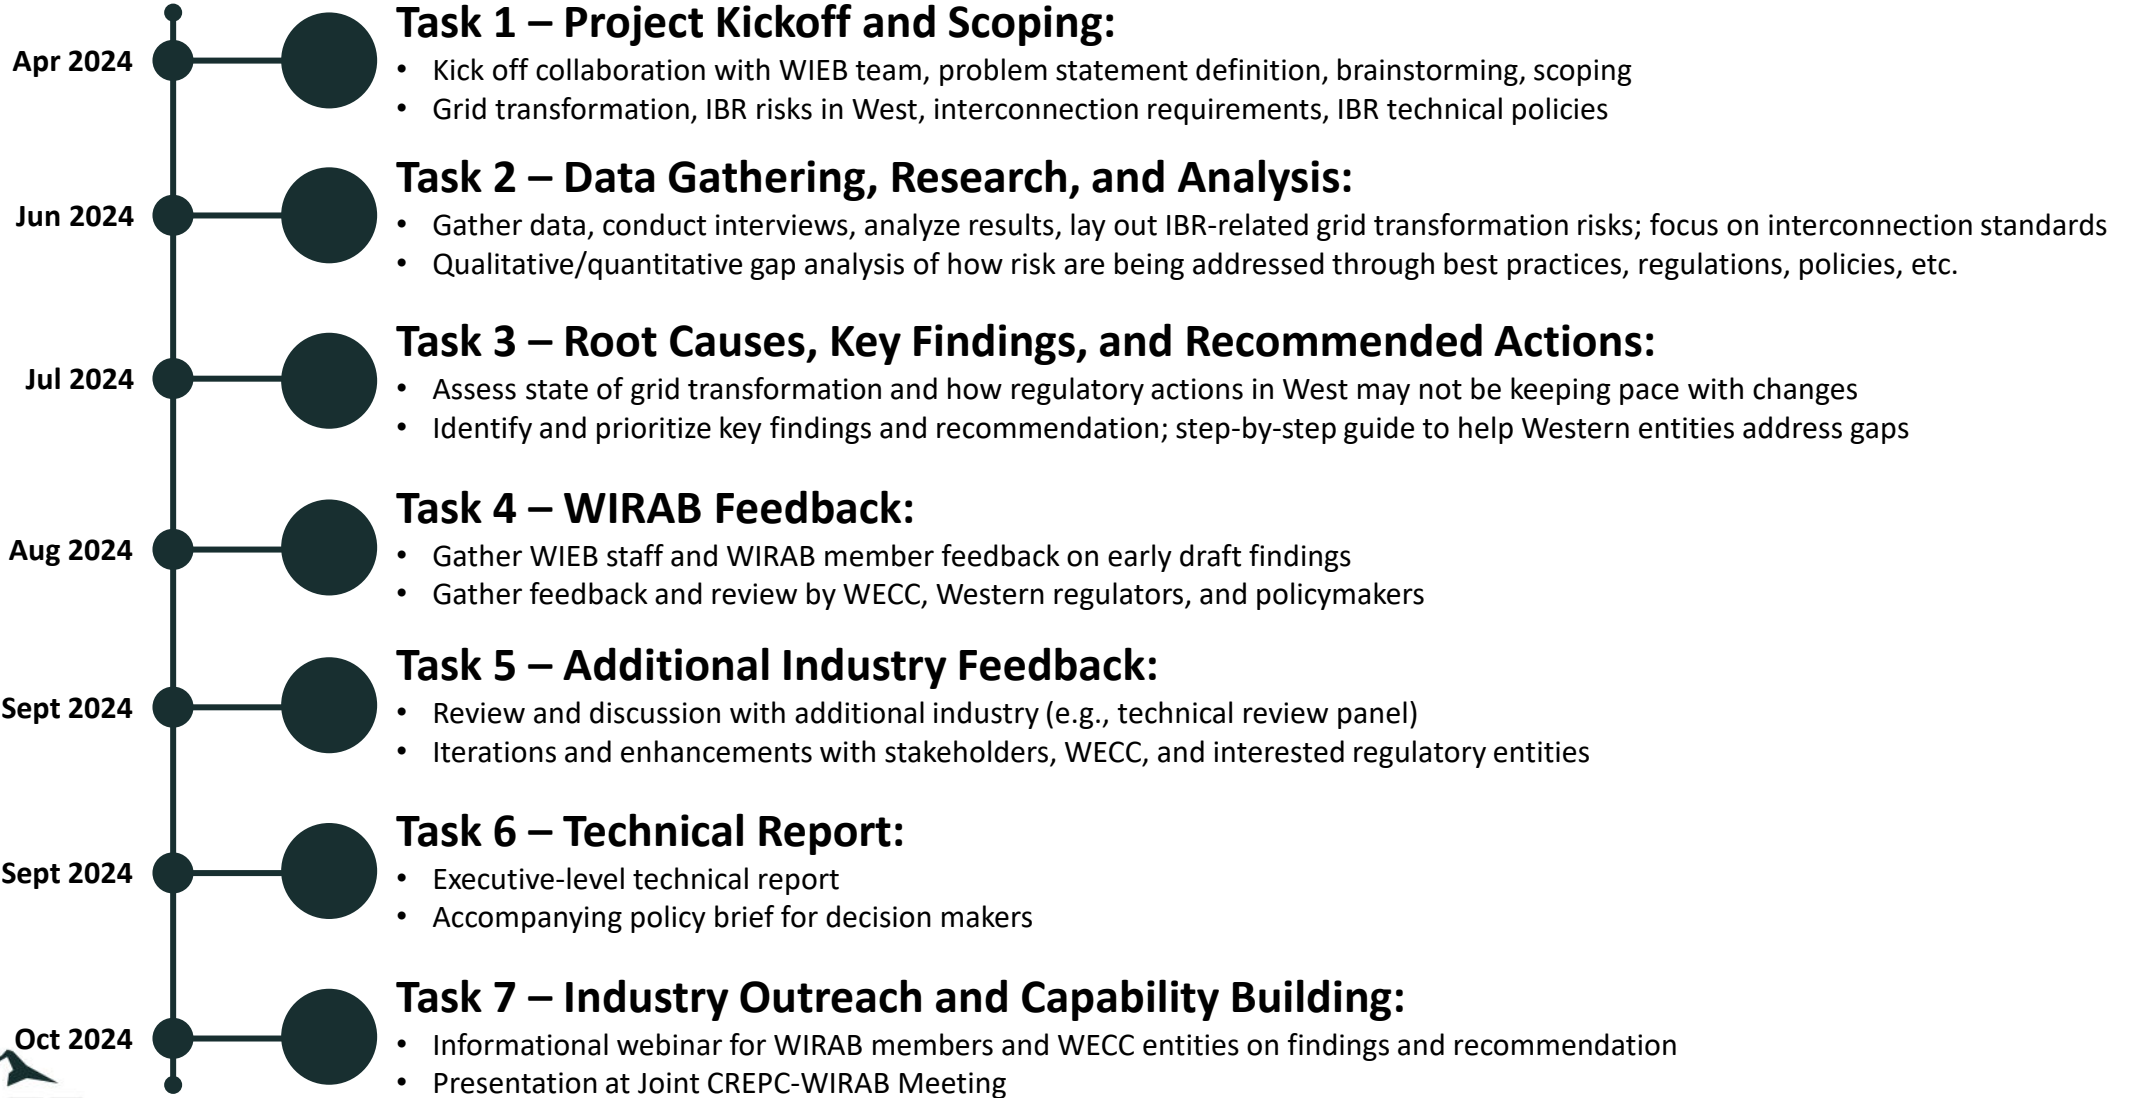 Task 1 – Project Kickoff and Scoping:
Apr 2024
• Kick off collaboration with WIEB team, problem statement definition, brainstorming, scoping
• Grid transformation, IBR risks in West, interconnection requirements, IBR technical policies
Task 2 – Data Gathering, Research, and Analysis:
Jun 2024
• Gather data, conduct interviews, analyze results, lay out IBR-related grid transformation risks; focus on interconnection standards
• Qualitative/quantitative gap analysis of how risk are being addressed through best practices, regulations, policies, etc.
Task 3 – Root Causes, Key Findings, and Recommended Actions:
Jul 2024
• Assess state of grid transformation and how regulatory actions in West may not be keeping pace with changes
• Identify and prioritize key findings and recommendation; step-by-step guide to help Western entities address gaps
Task 4 – WIRAB Feedback:
Aug 2024
• Gather WIEB staff and WIRAB member feedback on early draft findings
• Gather feedback and review by WECC, Western regulators, and policymakers
Task 5 – Additional Industry Feedback:
Sept 2024
• Review and discussion with additional industry (e.g., technical review panel)
• Iterations and enhancements with stakeholders, WECC, and interested regulatory entities
Task 6 – Technical Report:
Sept 2024
• Executive-level technical report
• Accompanying policy brief for decision makers
Task 7 – Industry Outreach and Capability Building:
Oct 2024
• Informational webinar for WIRAB members and WECC entities on findings and recommendation
• Presentation at Joint CREPC-WIRAB Meeting